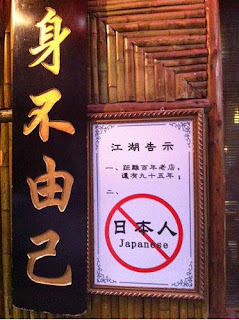 身不由己
江湖告示
一、距離百年老店，
還有九十五年；
二、
日本人
Japanese